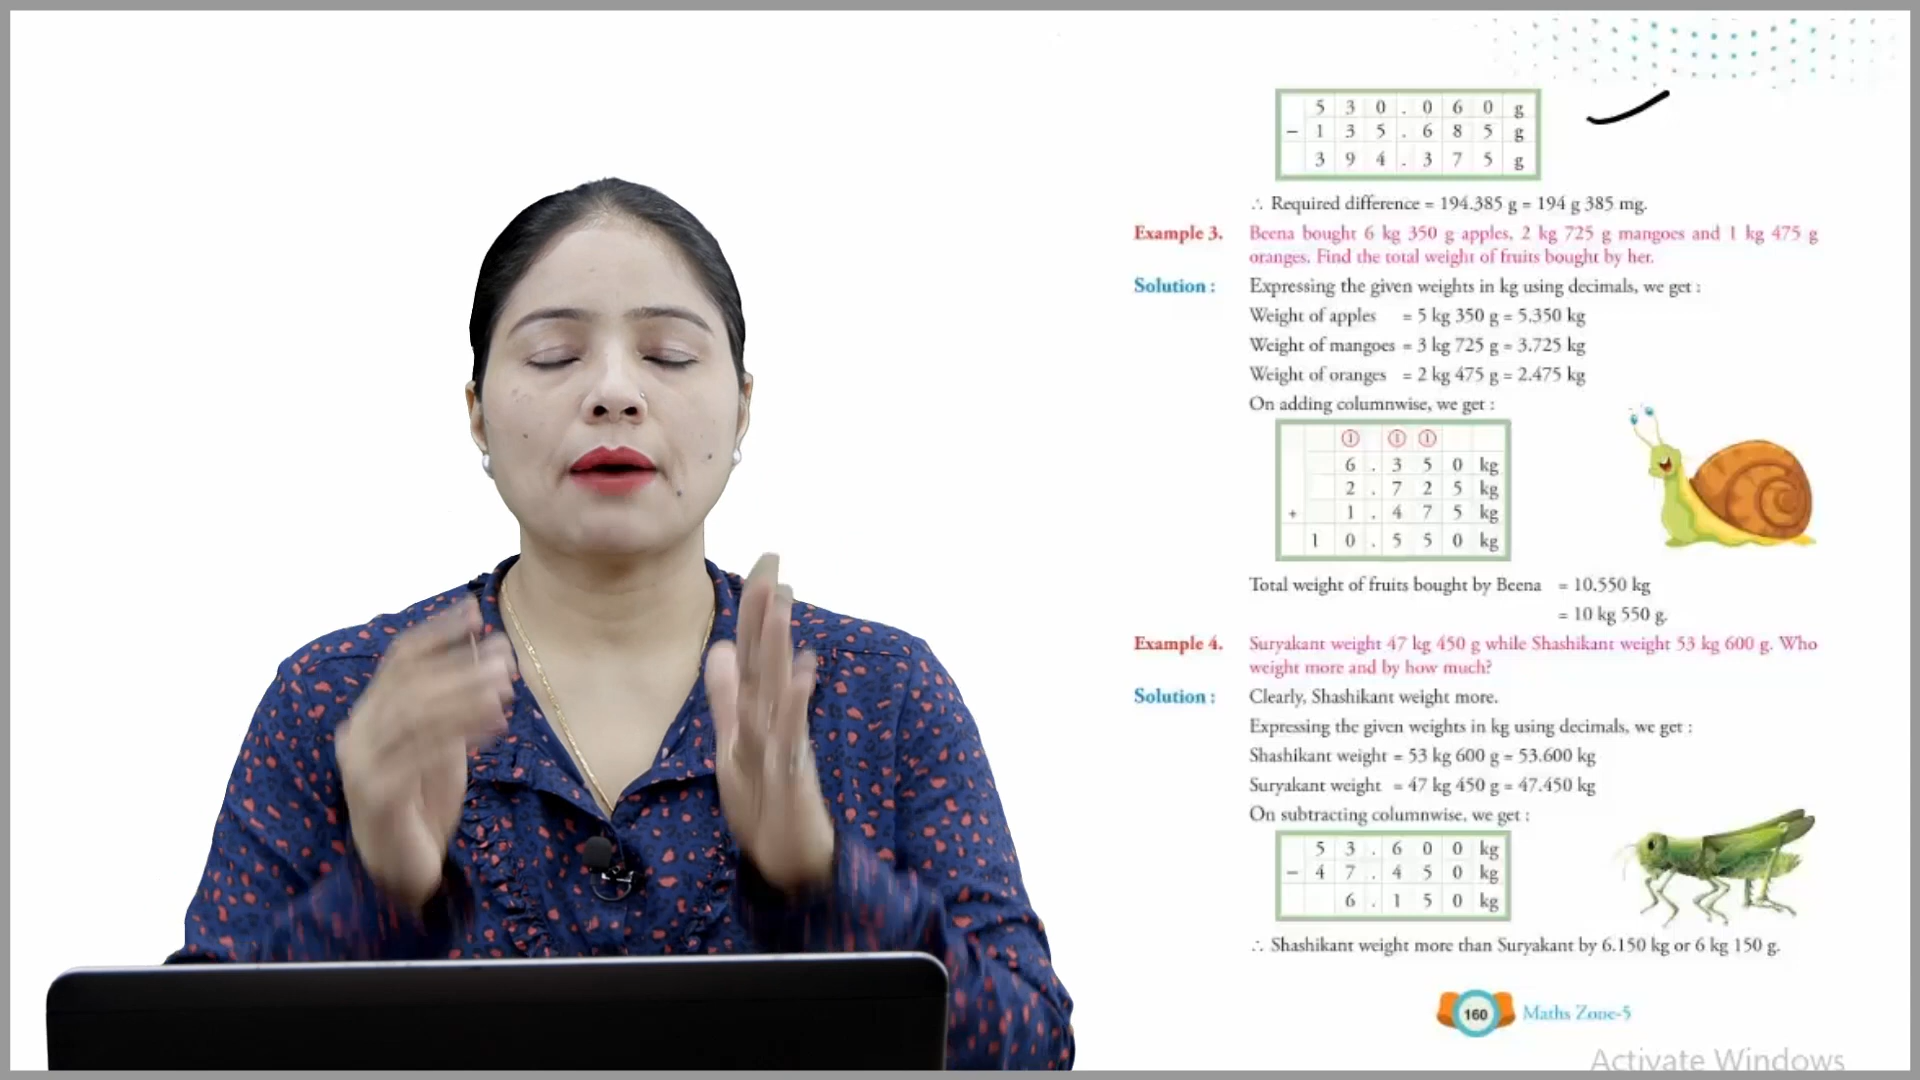 5 3 0 . 0 6 0 g
− 1 3 5 . 6 8 5 g
3 9 4 . 3 7 5 g
∴ Required difference = 194.385 g = 194 g 385 mg.
Example 3. Beena bought 6 kg 350 g apples, 2 kg 725 g mangoes and 1 kg 475 g
oranges. Find the total weight of fruits bought by her.
Solution : Expressing the given weights in kg using decimals, we get :
Weight of apples = 5 kg 350 g = 5.350 kg
Weight of mangoes = 3 kg 725 g = 3.725 kg
Weight of oranges = 2 kg 475 g = 2.475 kg
On adding columnwise, we get :
① ① ①
6 . 3 5 0 kg
2 . 7 2 5 kg
+ 1 . 4 7 5 kg
1 0 . 5 5 0 kg
Total weight of fruits bought by Beena = 10.550 kg
= 10 kg 550 g.
Example 4. Suryakant weight 47 kg 450 g while Shashikant weight 53 kg 600 g. Who
weight more and by how much?
Solution : Clearly, Shashikant weight more.
Expressing the given weights in kg using decimals, we get :
Shashikant weight = 53 kg 600 g = 53.600 kg
Suryakant weight = 47 kg 450 g = 47.450 kg
On subtracting columnwise, we get :
5 3 . 6 0 0 kg
− 4 7 . 4 5 0 kg
6 . 1 5 0 kg
∴ Shashikant weight more than Suryakant by 6.150 kg or 6 kg 150 g.
160 Maths Zone-5
Activate Windows